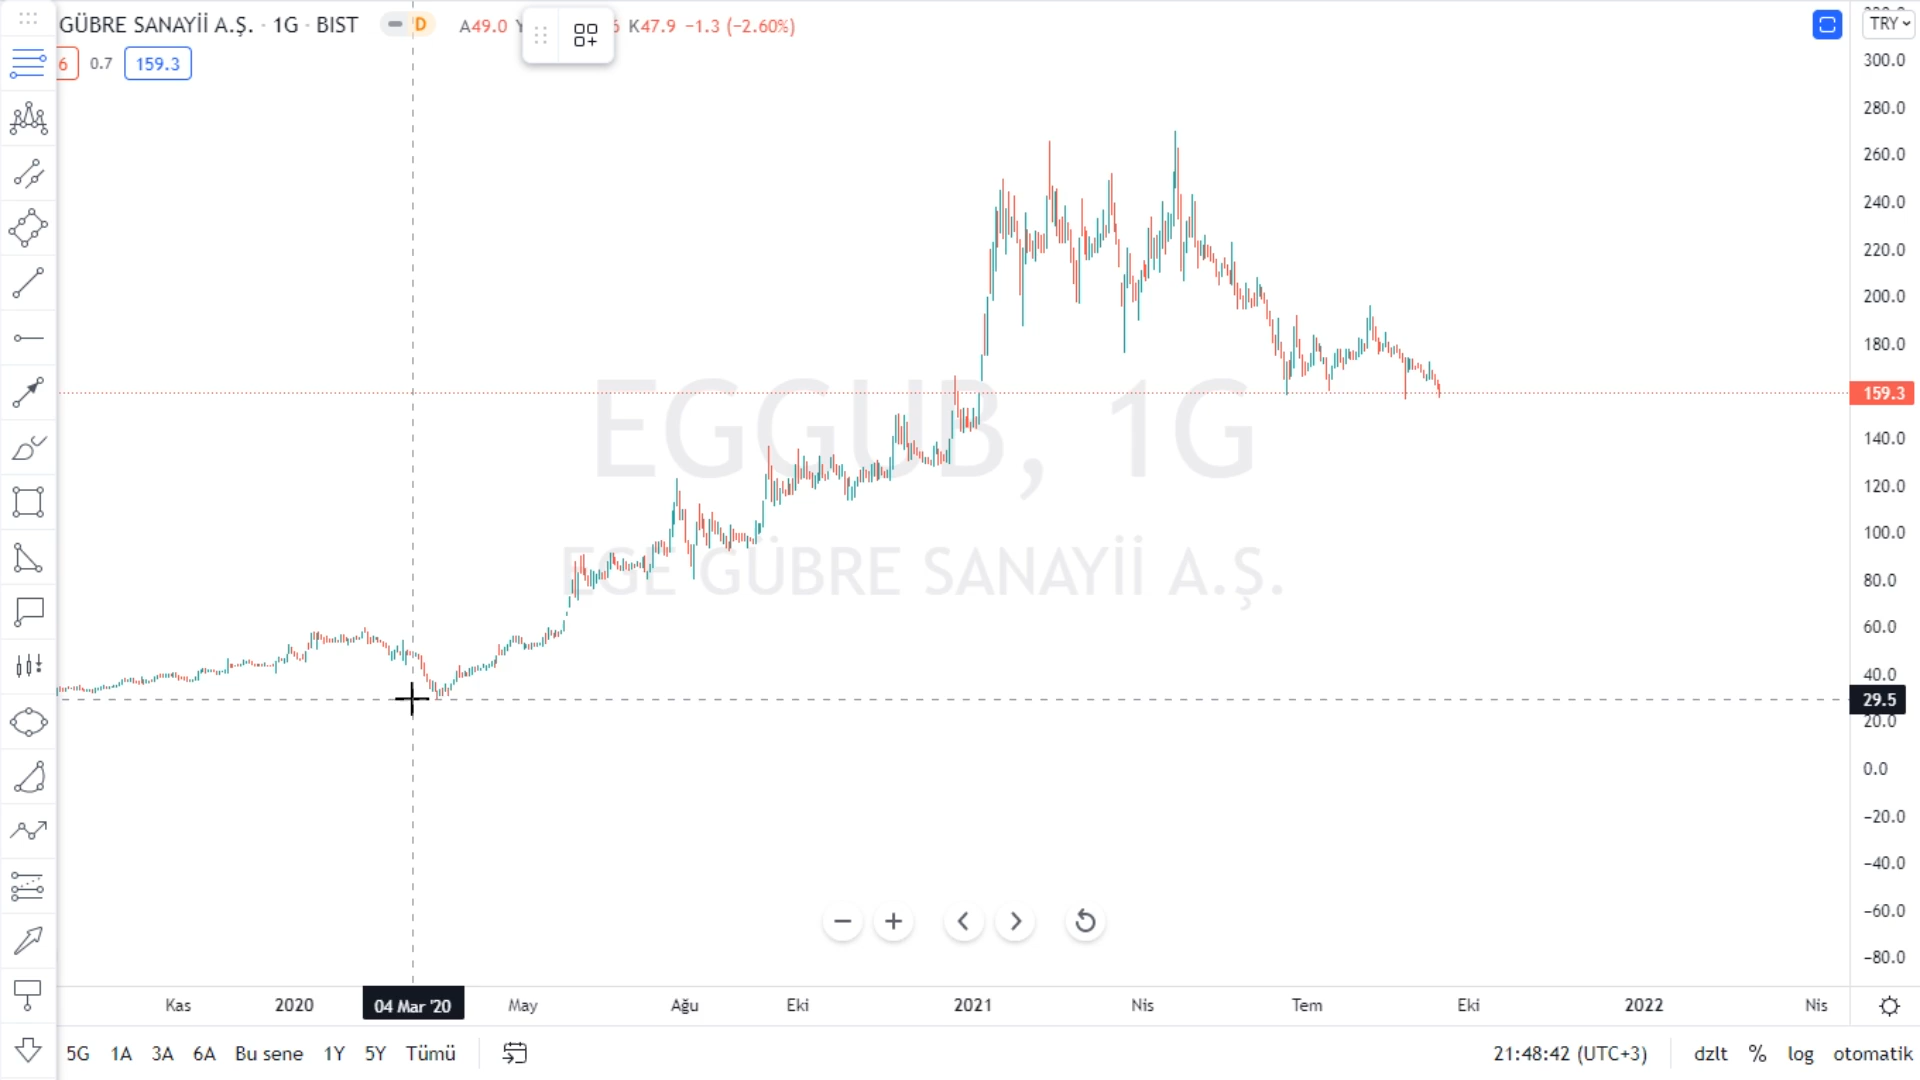 GÜBRE SANAYİİ A.Ş. · 1G · BIST
D
A49.0
K47.9 −1.3 (−2.60%)
TRY
6
0.7
159.3
300.0
280.0
260.0
240.0
220.0
200.0
180.0
159.3
140.0
120.0
100.0
80.0
60.0
40.0
29.5
20.0
0.0
−20.0
−40.0
−60.0
−80.0
EGGUB, 1G
EGE GÜBRE SANAYİİ A.Ş.
Kas 2020 04 Mar '20 May Ağu Eki 2021 Nis Tem Eki 2022 Nis
5G 1A 3A 6A Bu sene 1Y 5Y Tümü
21:48:42 (UTC+3) dzlt % log otomatik